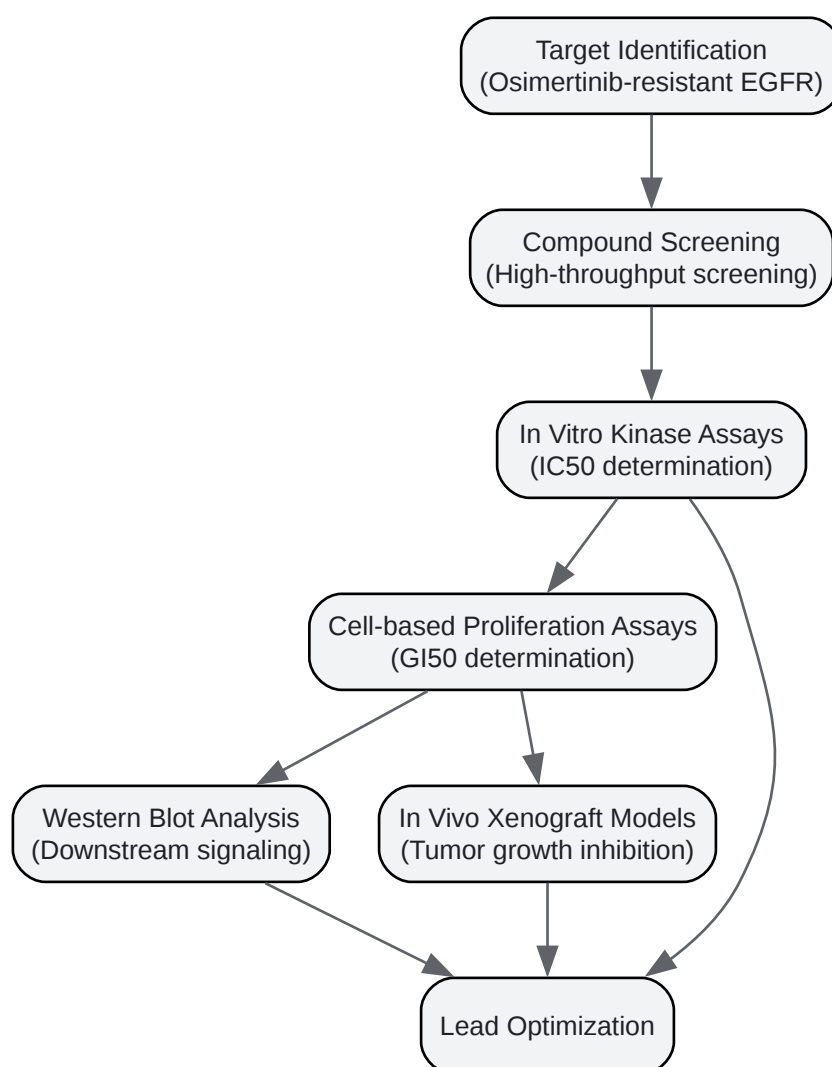 Target Identification
(Osimertinib-resistant EGFR)
Compound Screening
(High-throughput screening)
In Vitro Kinase Assays
(IC50 determination)
Cell-based Proliferation Assays
(GI50 determination)
Western Blot Analysis
(Downstream signaling)
In Vivo Xenograft Models
(Tumor growth inhibition)
Lead Optimization